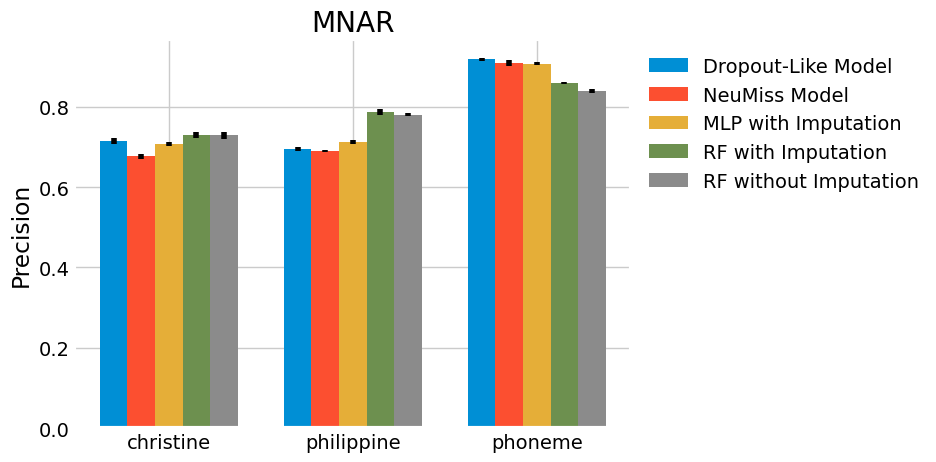 MNAR
Precision
0.8
0.6
0.4
0.2
0.0
christine
philippine
phoneme
Dropout-Like Model
NeuMiss Model
MLP with Imputation
RF with Imputation
RF without Imputation